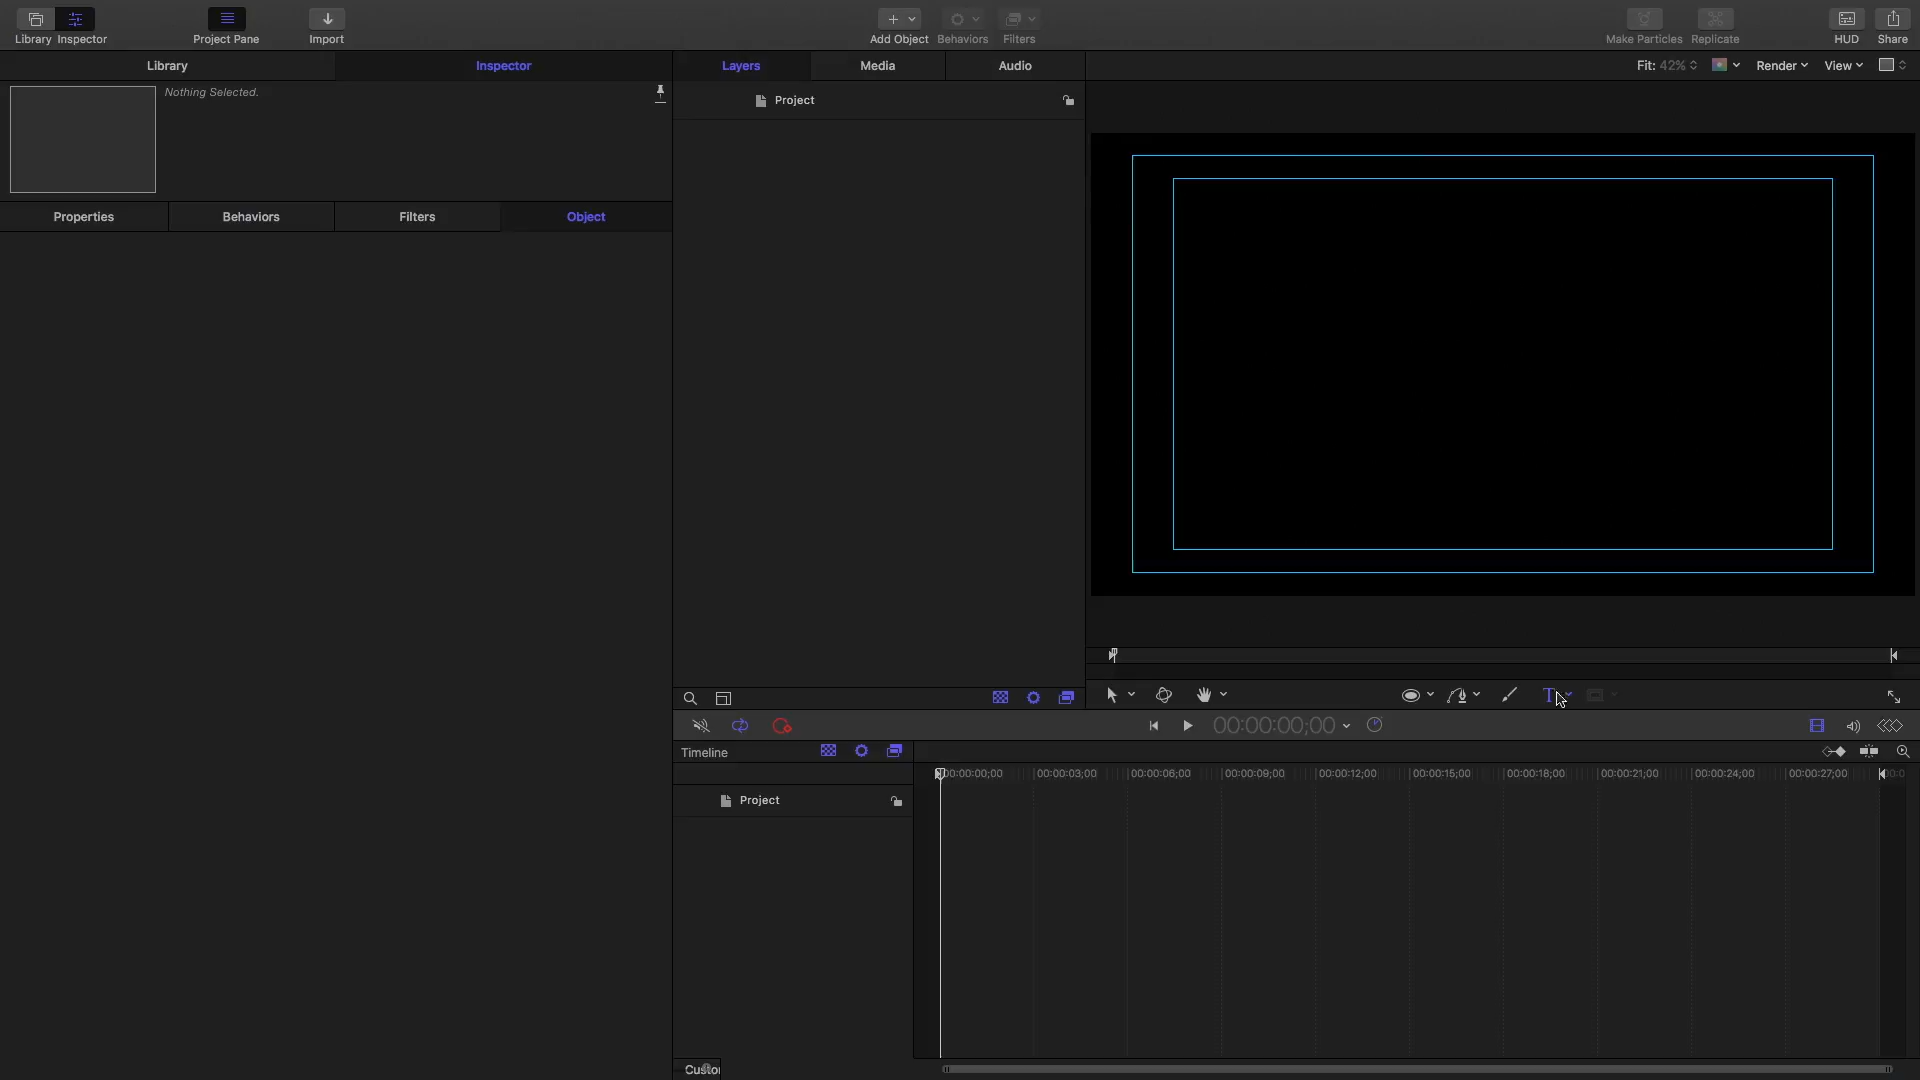 Library Inspector
Project Pane
Import
Add Object
Behaviors
Filters
Make Particles
Replicate
HUD
Share
Library
Inspector
Layers
Media
Audio
Fit: 42%
Render
View
Nothing Selected.
Project
Properties
Behaviors
Filters
Object
T
00:00:00;00
Timeline
00:00:00;00
00:00:03;00
00:00:06;00
00:00:09;00
00:00:12;00
00:00:15;00
00:00:18;00
00:00:21;00
00:00:24;00
00:00:27;00
Project